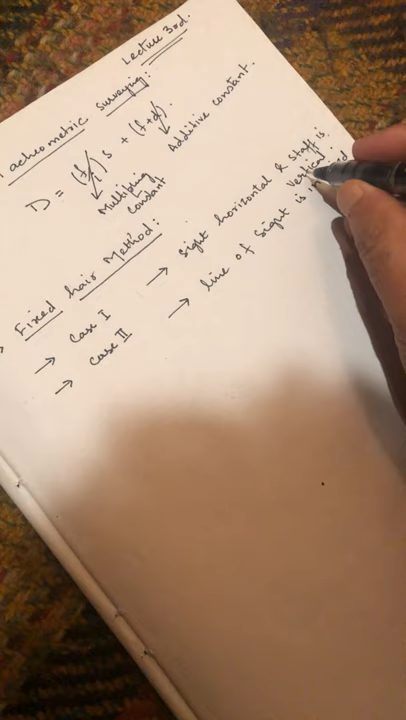 Lecture 3rd.
Tacheometric Surveying:
D = (f/i) s + (f+d).
Multiplying Constant
Additive constant.
Fixed hair Method:
→ Case I → sight horizontal & staff is vertical.
→ Case II → line of sight is